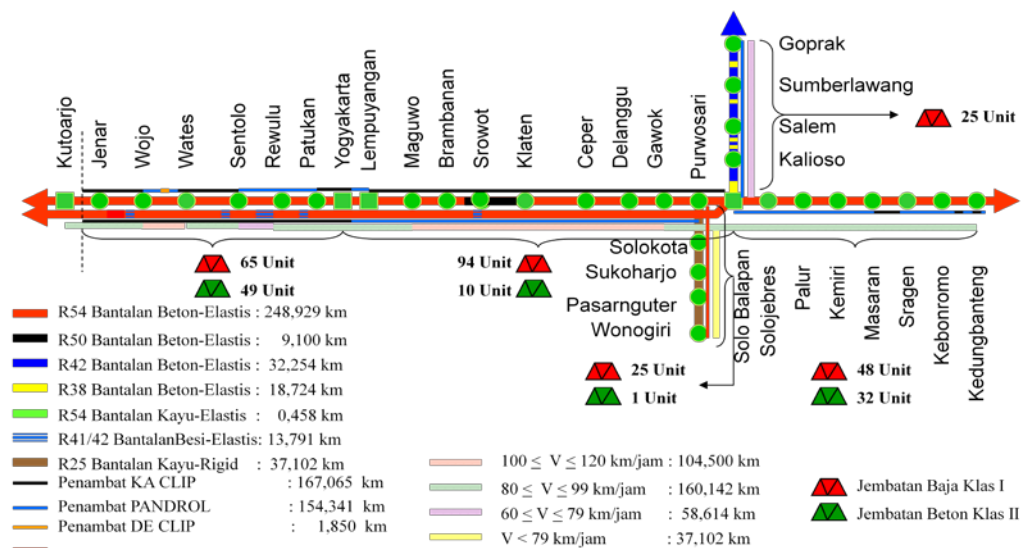 Goprak
Sumberlawang
Salem
Kalioso
25 Unit
Kutoarjo
Jenar
Wojo
Wates
Sentolo
Rewulu
Patukan
Yogyakarta
Lempuyangan
Maguwo
Brambanan
Srowot
Klaten
Ceper
Delanggu
Gawok
Purwosari
Solokota
Sukoharjo
Pasarnguter
Wonogiri
Solo Balapan
Solojebres
Palur
Kemiri
Masaran
Sragen
Kebonromo
Kedungbanteng
65 Unit
49 Unit
94 Unit
10 Unit
25 Unit
1 Unit
48 Unit
32 Unit
R54 Bantalan Beton-Elastis : 248,929 km
R50 Bantalan Beton-Elastis : 9,100 km
R42 Bantalan Beton-Elastis : 32,254 km
R38 Bantalan Beton-Elastis : 18,724 km
R54 Bantalan Kayu-Elastis : 0,458 km
R41/42 BantalanBesi-Elastis: 13,791 km
R25 Bantalan Kayu-Rigid : 37,102 km
Penambat KA CLIP : 167,065 km
Penambat PANDROL : 154,341 km
Penambat DE CLIP : 1,850 km
100 ≤ V ≤ 120 km/jam : 104,500 km
80 ≤ V ≤ 99 km/jam : 160,142 km
60 ≤ V ≤ 79 km/jam : 58,614 km
V < 79 km/jam : 37,102 km
Jembatan Baja Klas I
Jembatan Beton Klas II